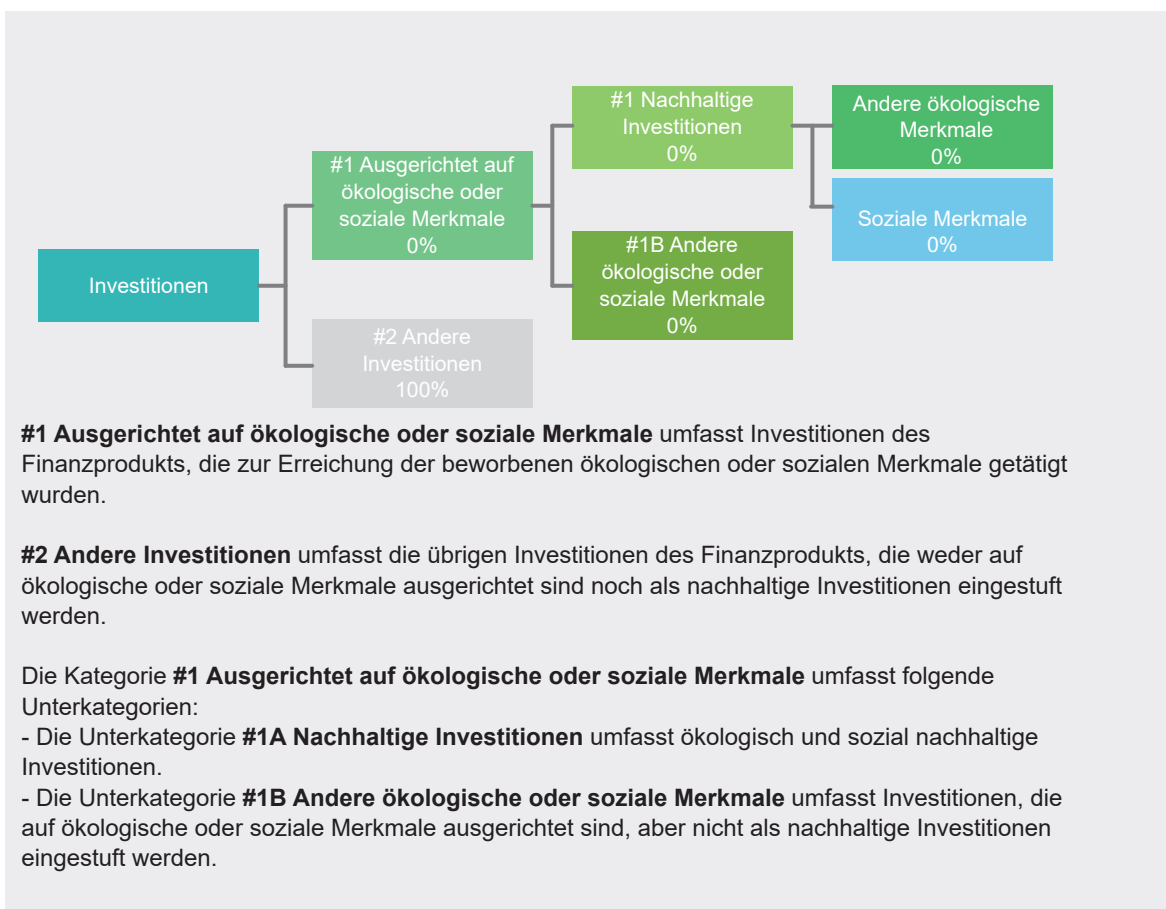 #1 Nachhaltige
Investitionen
0%
Andere ökologische
Merkmale
0%
#1 Ausgerichtet auf
ökologische oder
soziale Merkmale
0%
Soziale Merkmale
0%
#1B Andere
ökologische oder
soziale Merkmale
0%
Investitionen
#2 Andere
Investitionen
100%
#1 Ausgerichtet auf ökologische oder soziale Merkmale umfasst Investitionen des
Finanzprodukts, die zur Erreichung der beworbenen ökologischen oder sozialen Merkmale getätigt
wurden.
#2 Andere Investitionen umfasst die übrigen Investitionen des Finanzprodukts, die weder auf
ökologische oder soziale Merkmale ausgerichtet sind noch als nachhaltige Investitionen eingestuft
werden.
Die Kategorie #1 Ausgerichtet auf ökologische oder soziale Merkmale umfasst folgende
Unterkategorien:
- Die Unterkategorie #1A Nachhaltige Investitionen umfasst ökologisch und sozial nachhaltige
Investitionen.
- Die Unterkategorie #1B Andere ökologische oder soziale Merkmale umfasst Investitionen, die
auf ökologische oder soziale Merkmale ausgerichtet sind, aber nicht als nachhaltige Investitionen
eingestuft werden.